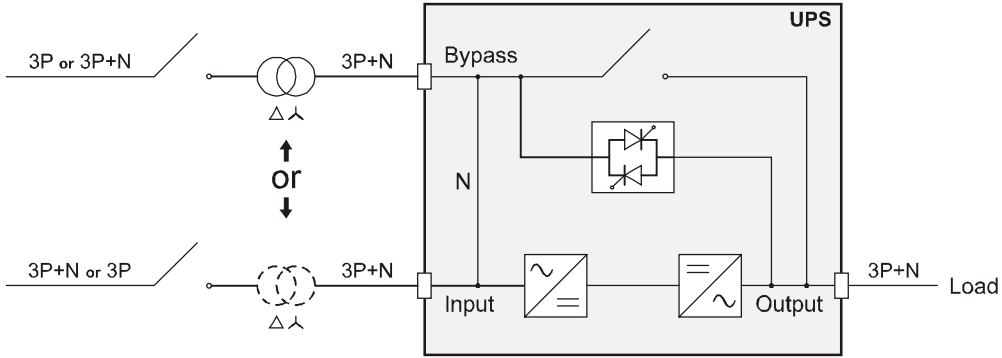 UPS
3P or 3P+N
3P+N
Bypass
or
N
3P+N or 3P
3P+N
Input
Output
3P+N
Load